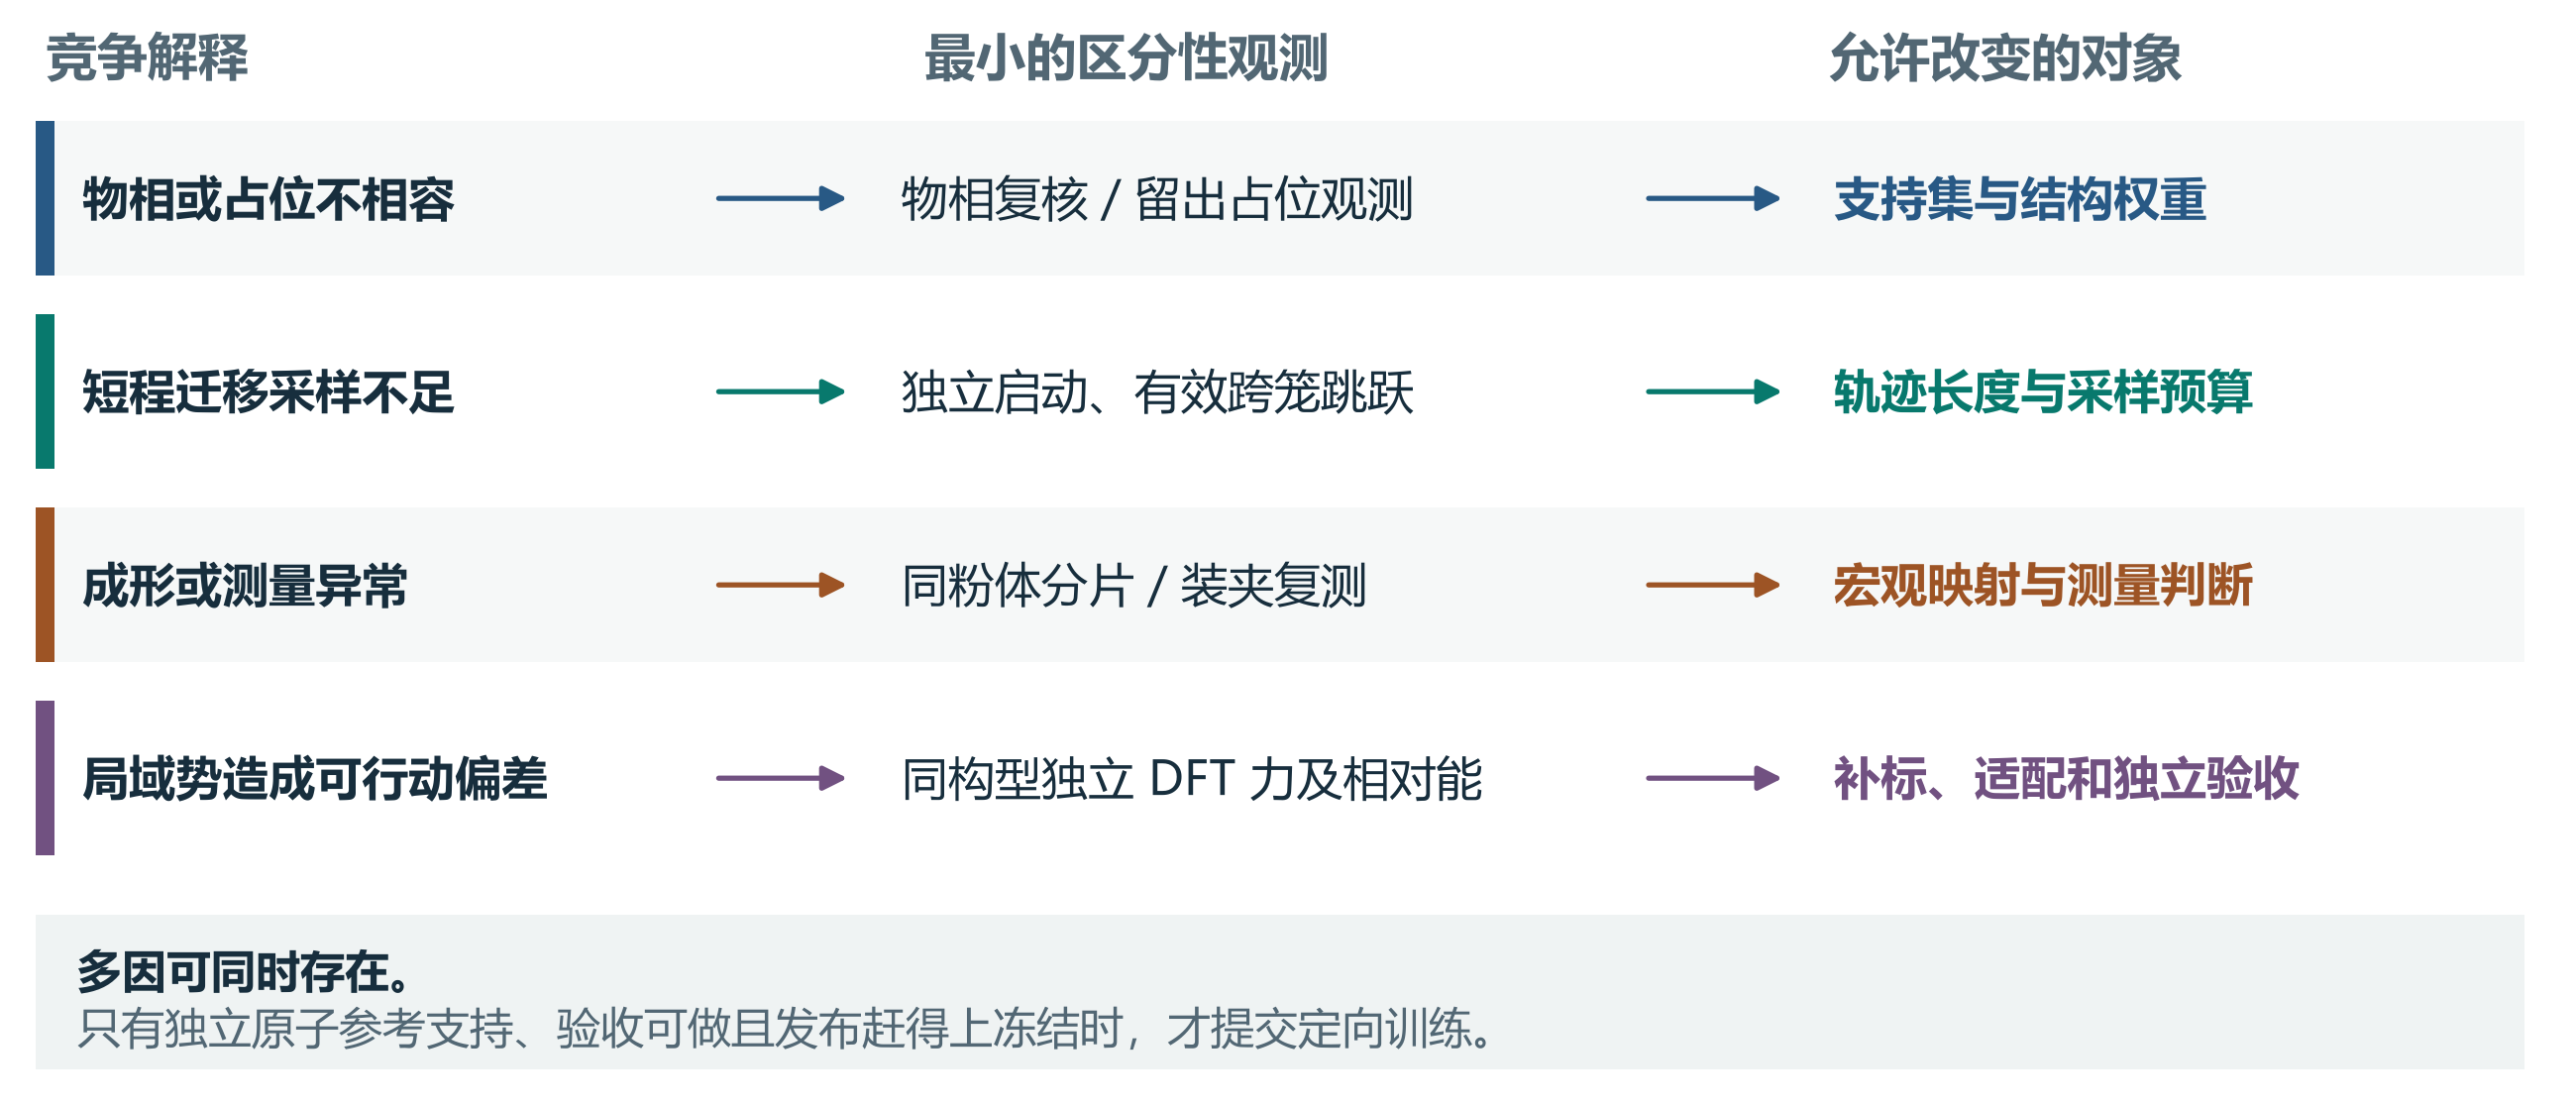 竞争解释 最小的区分性观测 允许改变的对象
物相或占位不相容 物相复核 / 留出占位观测 支持集与结构权重
短程迁移采样不足 独立启动、有效跨笼跳跃 轨迹长度与采样预算
成形或测量异常 同粉体分片 / 装夹复测 宏观映射与测量判断
局域势造成可行动偏差 同构型独立 DFT 力及相对能 补标、适配和独立验收
多因可同时存在。
只有独立原子参考支持、验收可做且发布赶得上冻结时，才提交定向训练。